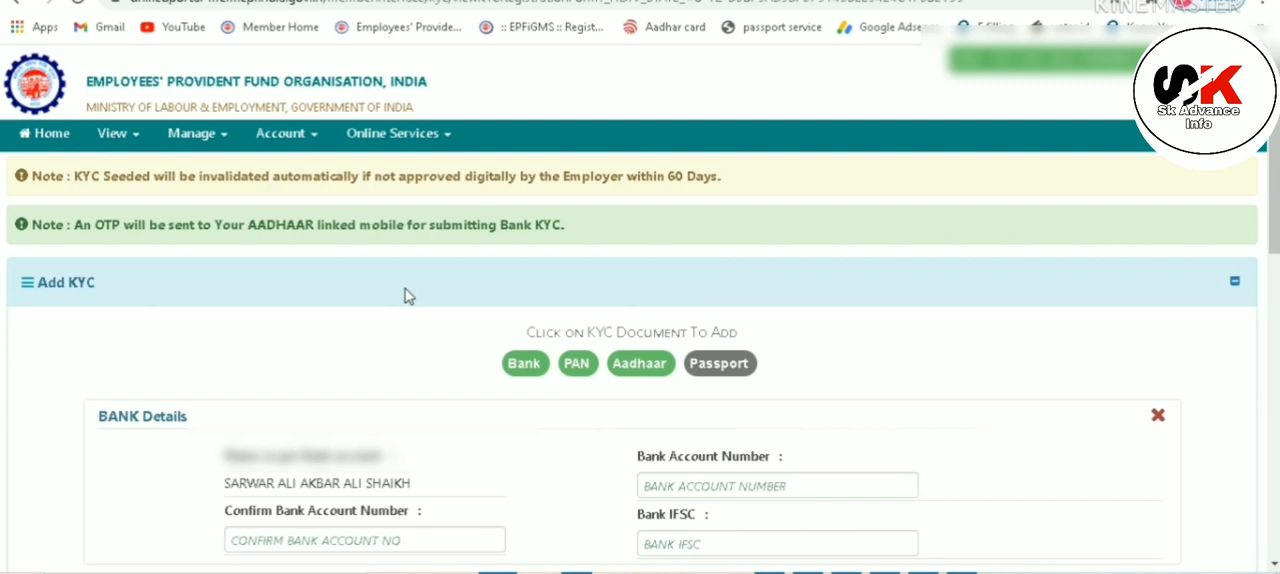 KINEMASTER
Apps Gmail YouTube Member Home Employees' Provide... :: EPFiGMS :: Regist... Aadhar card passport service Google Adse
EMPLOYEES' PROVIDENT FUND ORGANISATION, INDIA
MINISTRY OF LABOUR & EMPLOYMENT, GOVERNMENT OF INDIA
SK
Sk Advance
Info
Home View Manage Account Online Services
Note : KYC Seeded will be invalidated automatically if not approved digitally by the Employer within 60 Days.
Note : An OTP will be sent to Your AADHAAR linked mobile for submitting Bank KYC.
Add KYC
CLICK ON KYC DOCUMENT TO ADD
Bank PAN Aadhaar Passport
BANK Details
Bank Account Number :
SARWAR ALI AKBAR ALI SHAIKH
BANK ACCOUNT NUMBER
Confirm Bank Account Number :
Bank IFSC :
CONFIRM BANK ACCOUNT NO
BANK IFSC